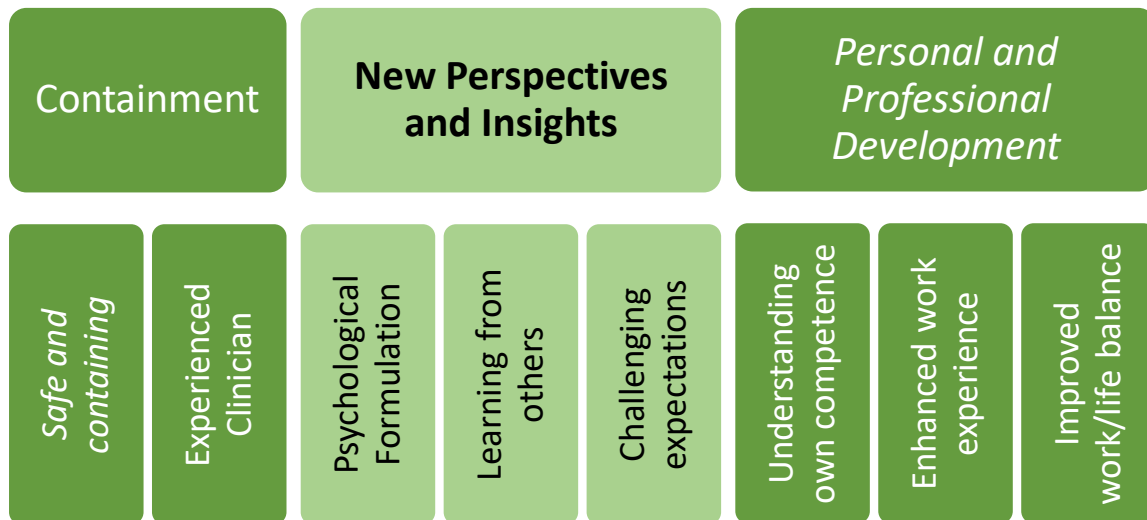 Containment
New Perspectives
and Insights
Personal and
Professional
Development
Safe and
containing
Experienced
Clinician
Psychological
Formulation
Learning from
others
Challenging
expectations
Understanding
own competence
Enhanced work
experience
Improved
work/life balance